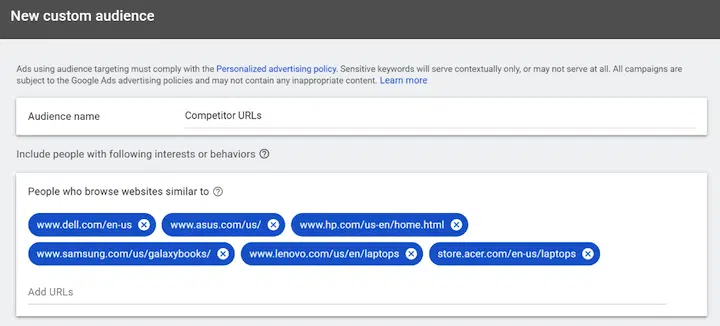 New custom audience
Ads using audience targeting must comply with the Personalized advertising policy. Sensitive keywords will serve contextually only, or may not serve at all. All campaigns are
subject to the Google Ads advertising policies and may not contain any inappropriate content. Learn more
Audience name Competitor URLs
Include people with following interests or behaviors
People who browse websites similar to
www.dell.com/en-us www.asus.com/us/ www.hp.com/us-en/home.html
www.samsung.com/us/galaxybooks/ www.lenovo.com/us/en/laptops store.acer.com/en-us/laptops
Add URLs